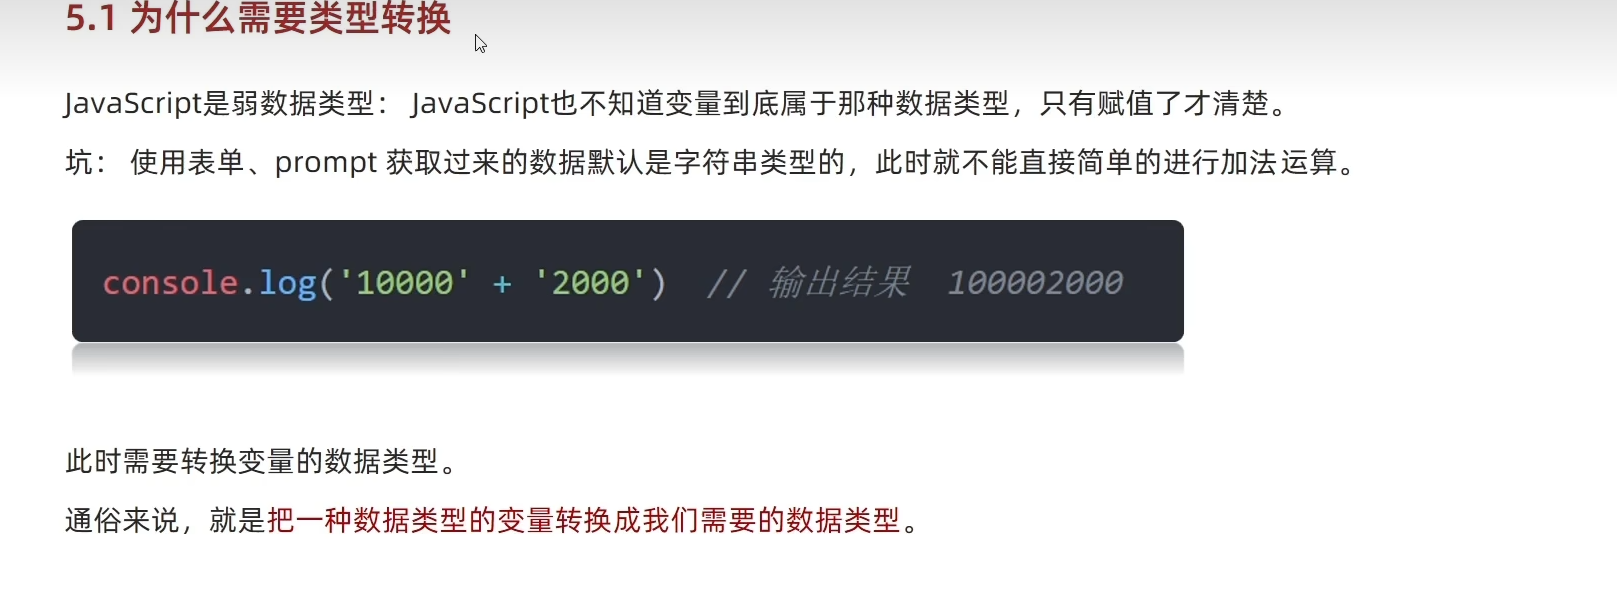 5.1 为什么需要类型转换
JavaScript是弱数据类型： JavaScript也不知道变量到底属于那种数据类型，只有赋值了才清楚。
坑： 使用表单、prompt 获取过来的数据默认是字符串类型的，此时就不能直接简单的进行加法运算。
console.log('10000' + '2000')  // 输出结果  100002000
此时需要转换变量的数据类型。
通俗来说，就是把一种数据类型的变量转换成我们需要的数据类型。